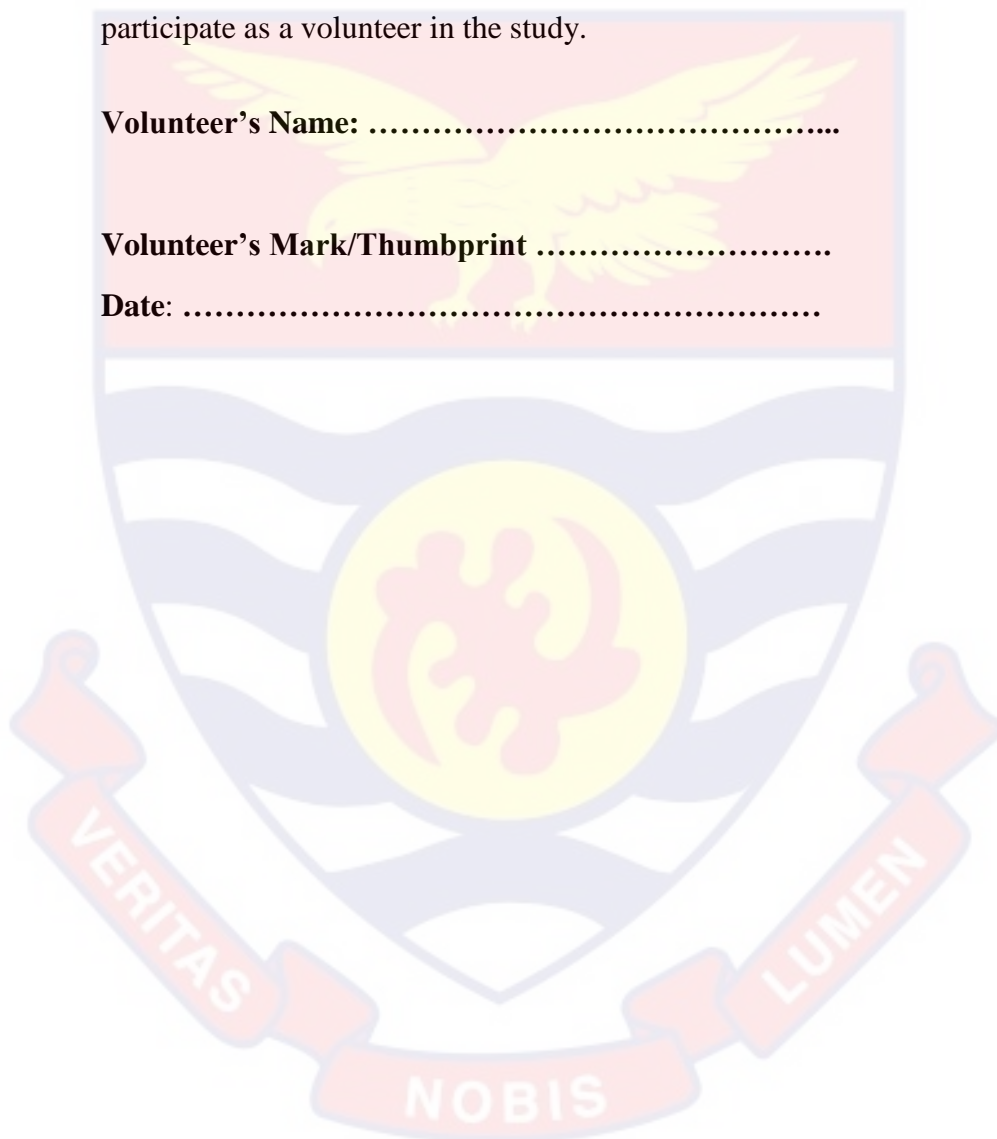 participate as a volunteer in the study.
Volunteer’s Name: ……………………………………...
Volunteer’s Mark/Thumbprint ……………………….
Date: ……………………………………………………
VERITAS
NOBIS
LUMEN